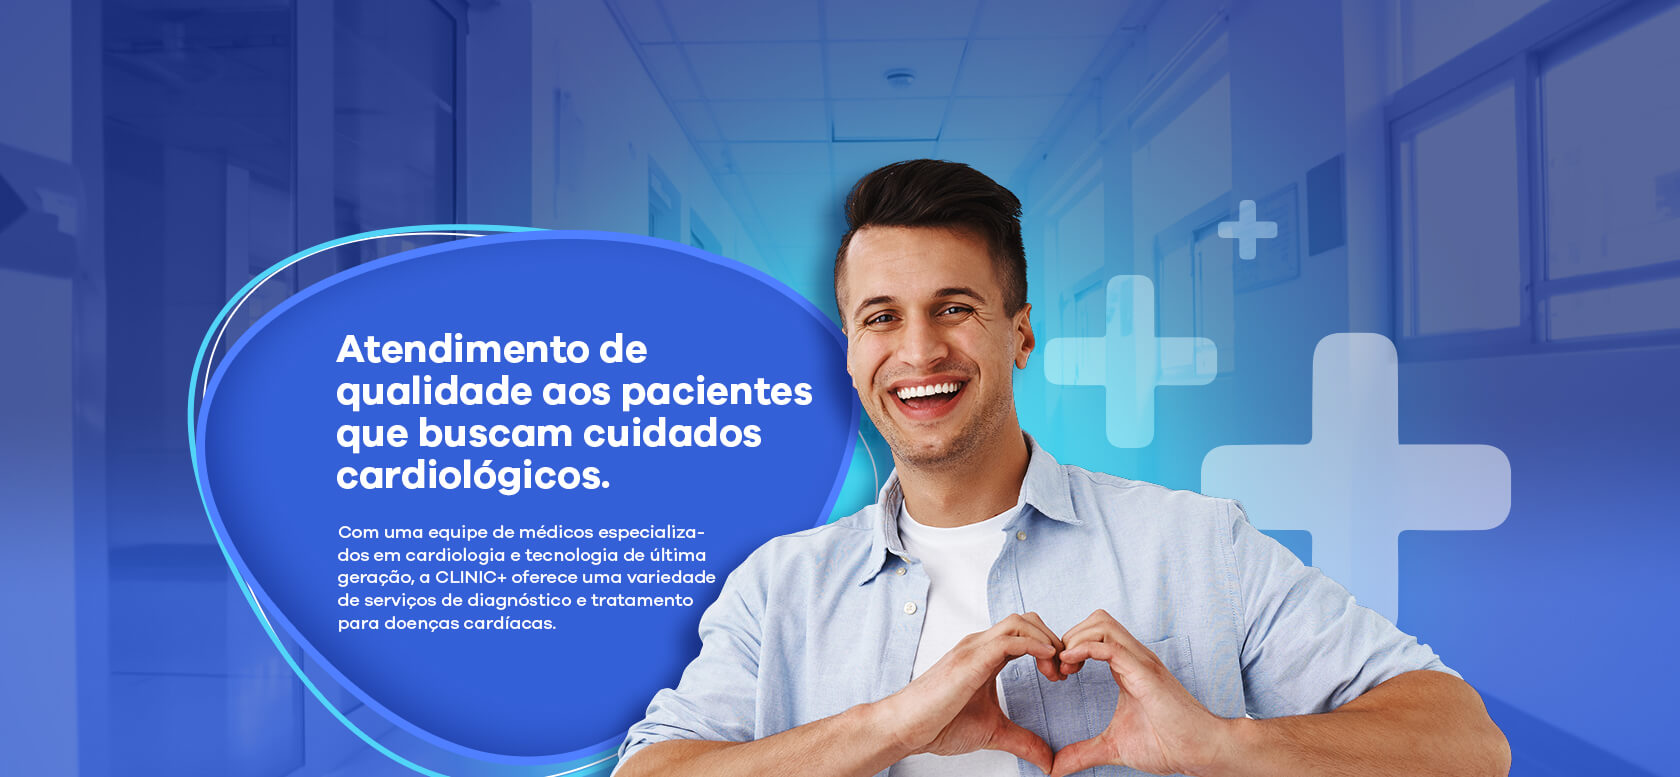 Atendimento de
qualidade aos pacientes
que buscam cuidados
cardiológicos.
Com uma equipe de médicos especializa-
dos em cardiologia e tecnologia de última
geração, a CLINIC+ oferece uma variedade
de serviços de diagnóstico e tratamento
para doenças cardíacas.